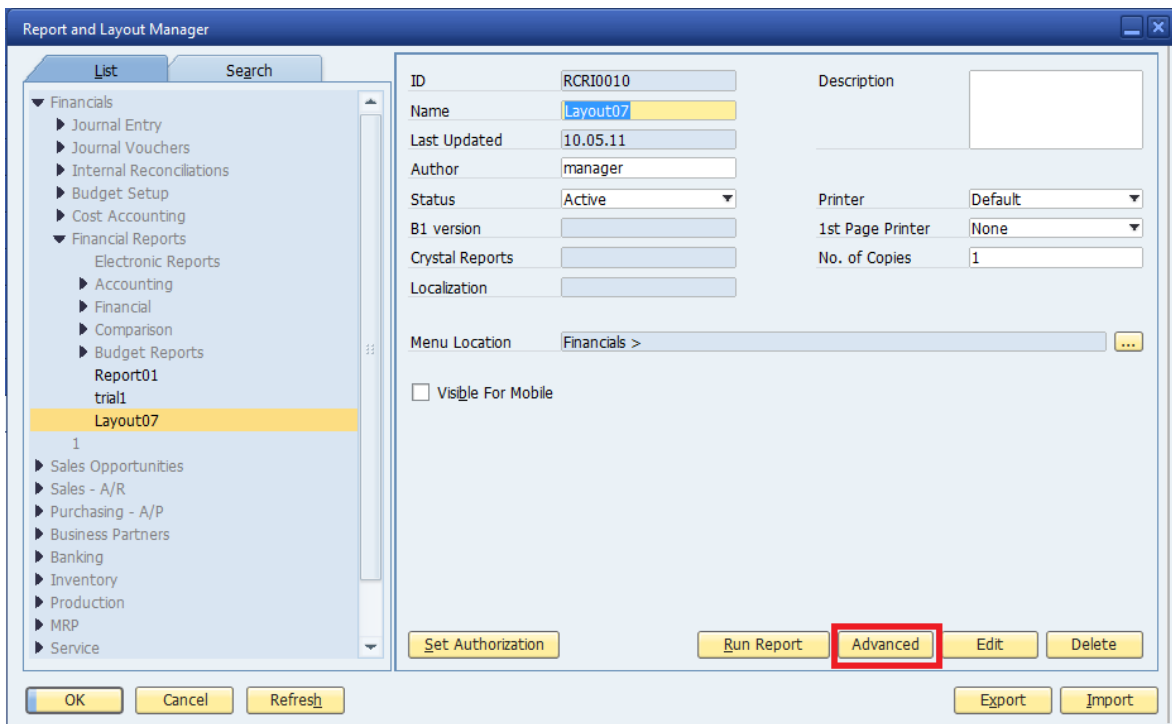 Report and Layout Manager
List
Search
Financials
Journal Entry
Journal Vouchers
Internal Reconciliations
Budget Setup
Cost Accounting
Financial Reports
Electronic Reports
Accounting
Financial
Comparison
Budget Reports
Report01
trial1
Layout07
1
Sales Opportunities
Sales - A/R
Purchasing - A/P
Business Partners
Banking
Inventory
Production
MRP
Service
ID RCRI0010
Name Layout07
Last Updated 10.05.11
Author manager
Status Active
B1 version
Crystal Reports
Localization
Description
Printer Default
1st Page Printer None
No. of Copies 1
Menu Location Financials > ...
Visible For Mobile
Set Authorization Run Report Advanced Edit Delete
OK Cancel Refresh Export Import